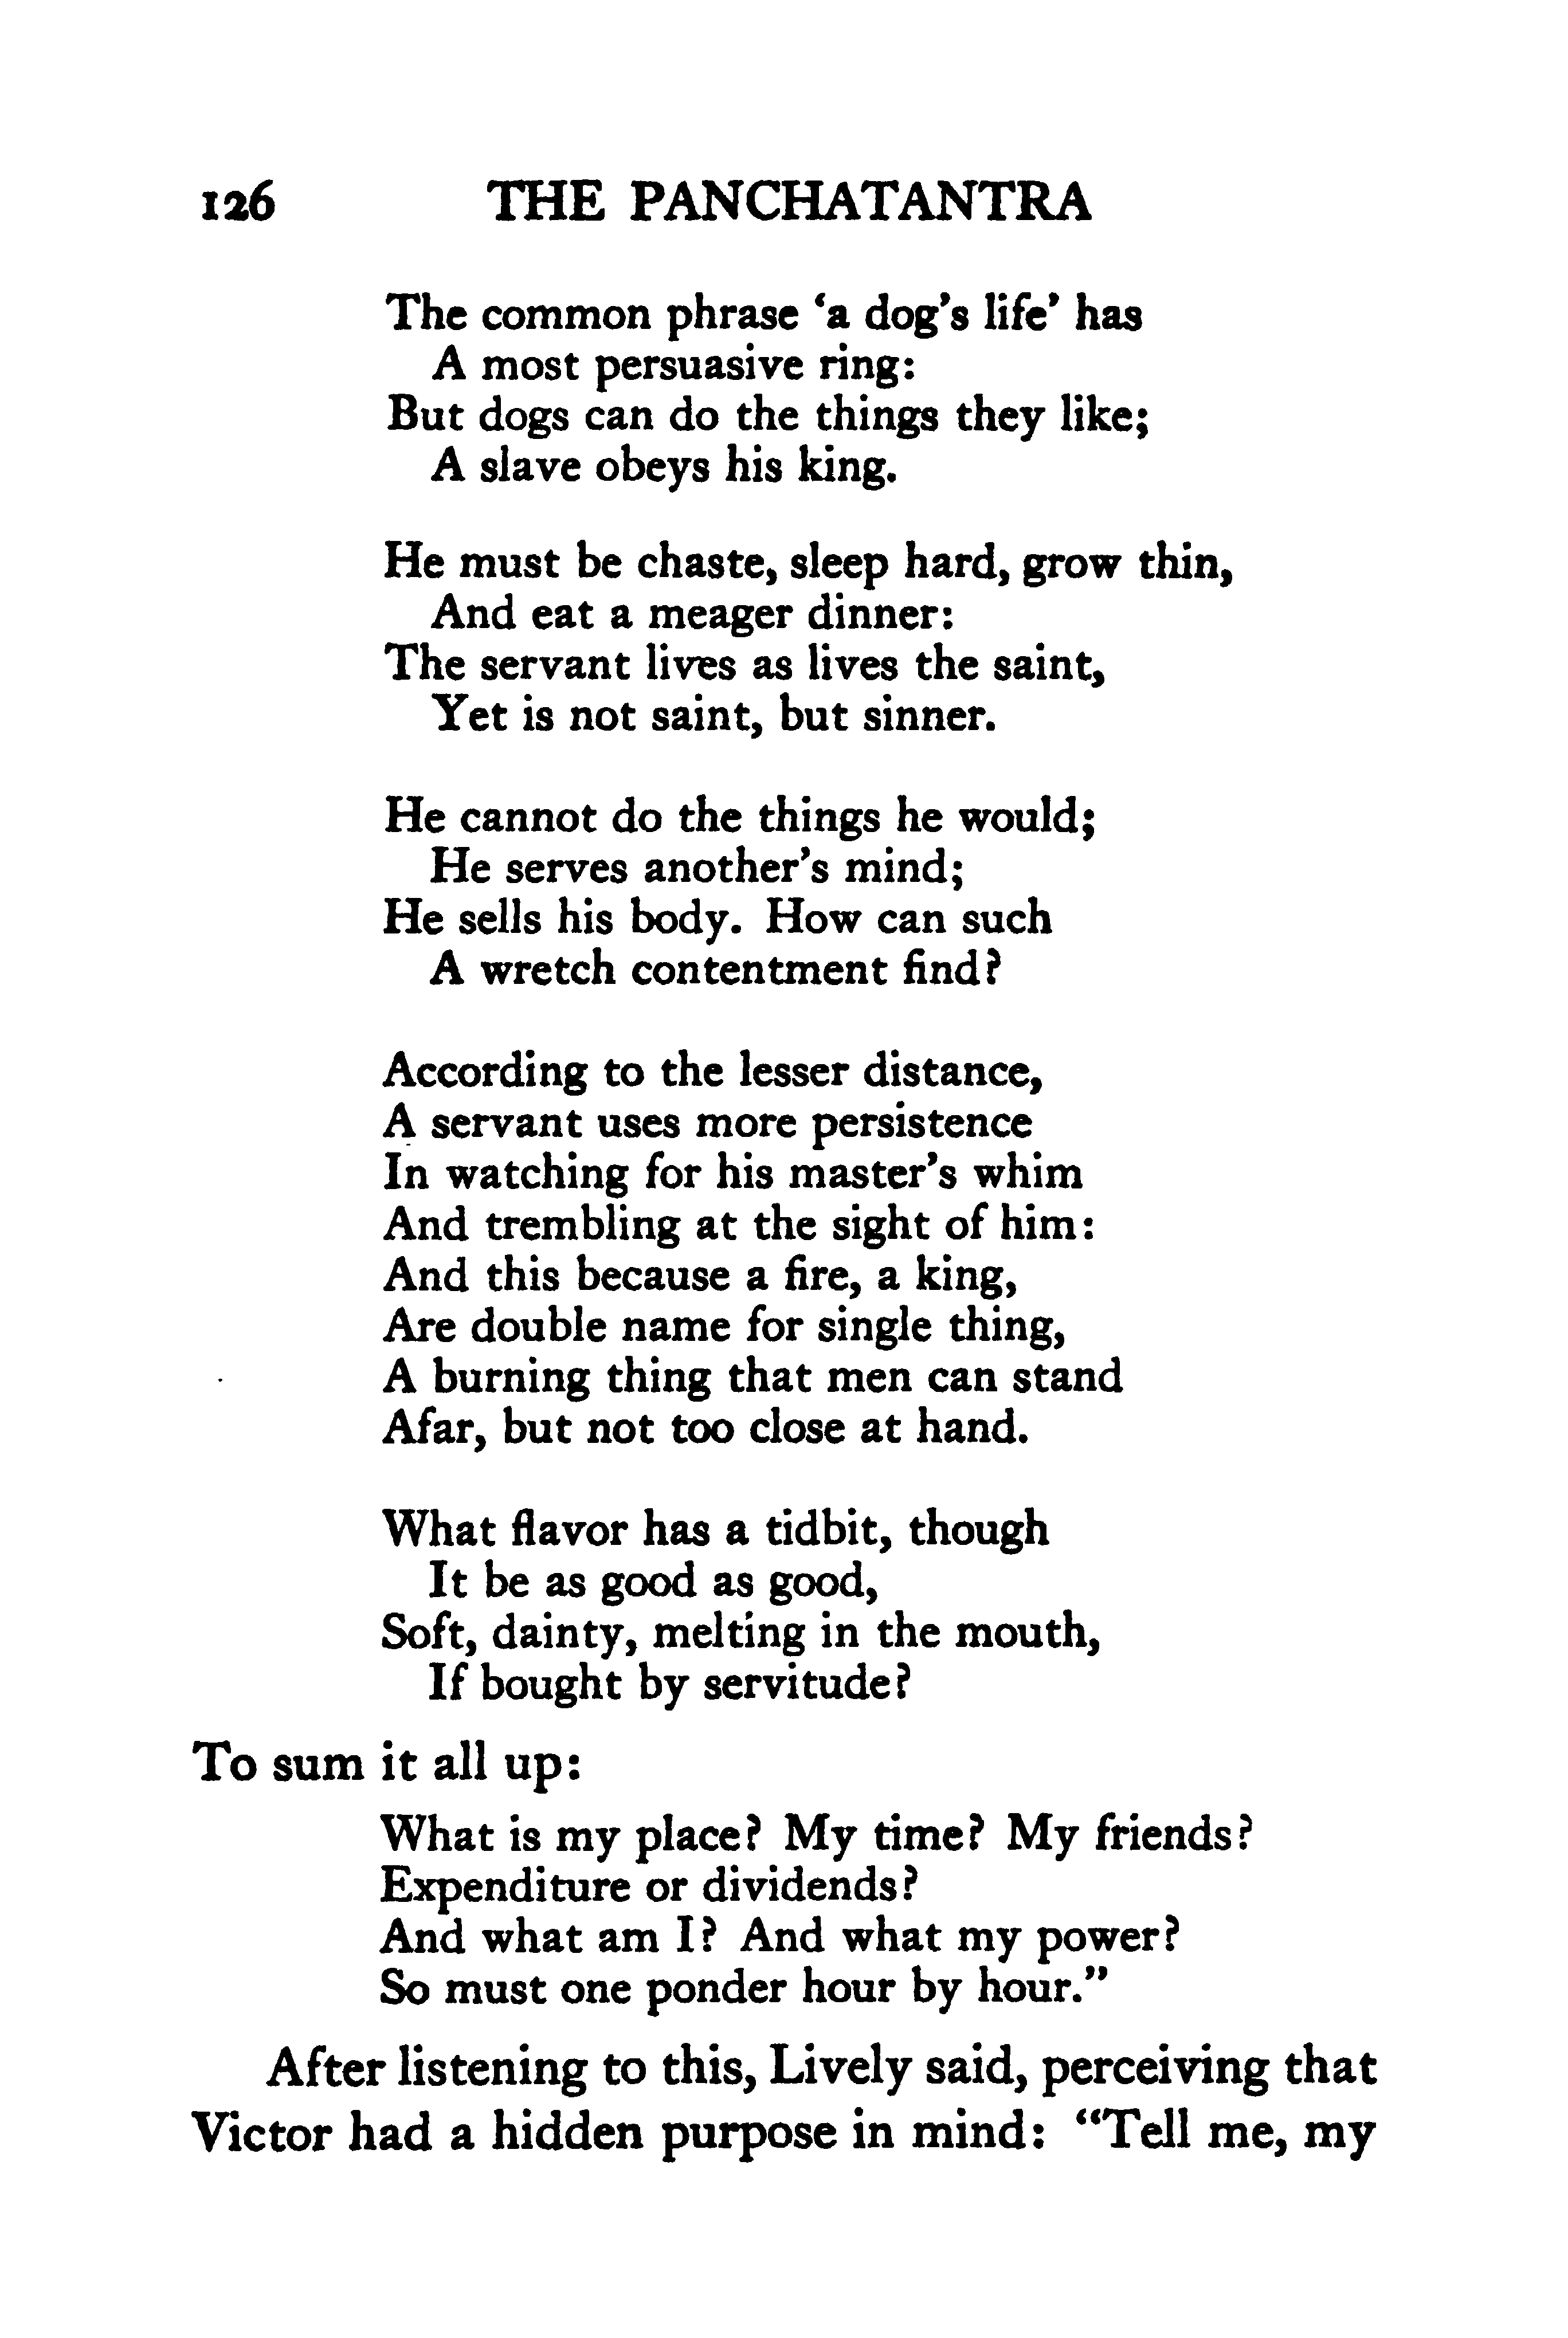 126 THE PANCHATANTRA
The common phrase ‘a dog’s life’ has
A most persuasive ring:
But dogs can do the things they like;
A slave obeys his king.
He must be chaste, sleep hard, grow thin,
And eat a meager dinner:
The servant lives as lives the saint,
Yet is not saint, but sinner.
He cannot do the things he would;
He serves another’s mind;
He sells his body. How can such
A wretch contentment find?
According to the lesser distance,
A servant uses more persistence
In watching for his master’s whim
And trembling at the sight of him:
And this because a fire, a king,
Are double name for single thing,
A burning thing that men can stand
Afar, but not too close at hand.
What flavor has a tidbit, though
It be as good as good,
Soft, dainty, melting in the mouth,
If bought by servitude?
To sum it all up:
What is my place? My time? My friends?
Expenditure or dividends?
And what am I? And what my power?
So must one ponder hour by hour.”
After listening to this, Lively said, perceiving that
Victor had a hidden purpose in mind: “Tell me, my